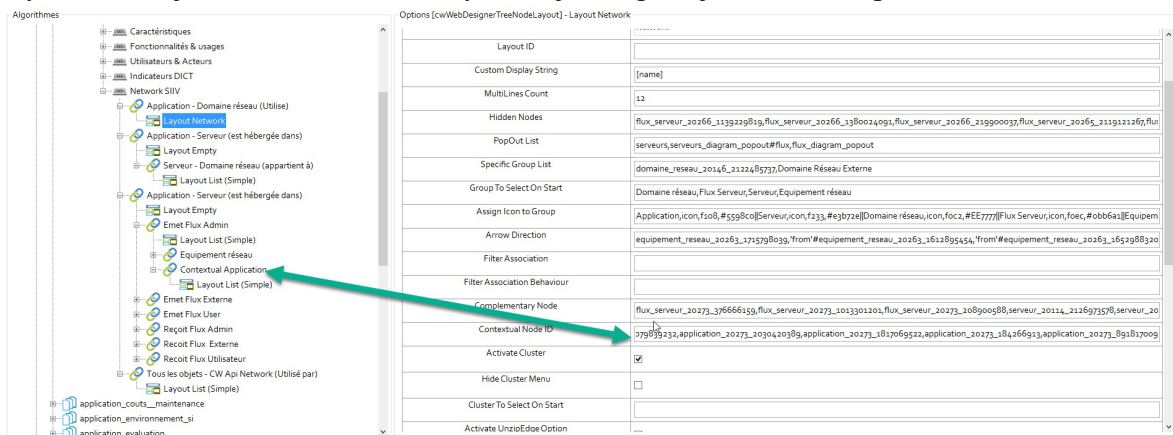 Algorithmes
Caractéristiques
Fonctionnalités & usages
Utilisateurs & Acteurs
Indicateurs DICT
Network SIIV
Application - Domaine réseau (Utilise)
Layout Network
Application - Serveur (est hébergée dans)
Layout Empty
Serveur - Domaine réseau (appartient à)
Layout List (Simple)
Application - Serveur (est hébergée dans)
Layout Empty
Emet Flux Admin
Layout List (Simple)
Equipement réseau
Contextual Application
Layout List (Simple)
Emet Flux Externe
Emet Flux User
Reçoit Flux Admin
Recoit Flux Externe
Recoit Flux Utilisateur
Tous les objets - CW Api Network (Utilisé par)
Layout List (Simple)
application_couts__maintenance
application_environnement_si
application_evaluation
Options [cwWebDesignerTreeNodeLayout] - Layout Network
Layout ID
Custom Display String [name]
MultiLines Count 12
Hidden Nodes flux_serveur_20266_1139229819,flux_serveur_20266_1380024091,flux_serveur_20266_219900037,flux_serveur_20265_2119121267,flu
PopOut List serveurs,serveurs_diagram_popout#flux,flux_diagram_popout
Specific Group List domaine_reseau_20146_2122485737,Domaine Réseau Externe
Group To Select On Start Domaine réseau,Flux Serveur,Serveur,Equipement réseau
Assign Icon to Group Application,icon,f108,#5598c0||Serveur,icon,f233,#e3b72e||Domaine réseau,icon,f0c2,#EE7777||Flux Serveur,icon,f0ec,#0bb6a1||Equipem
Arrow Direction equipement_reseau_20263_1715798039,'from'#equipement_reseau_20263_1612895454,'from'#equipement_reseau_20263_1652988320
Filter Association
Filter Association Behaviour
Complementary Node flux_serveur_20273_376666159,flux_serveur_20273_1013301201,flux_serveur_20273_208900588,serveur_20114_2126973578,serveur_20
Contextual Node ID 079839232,application_20273_2030420389,application_20273_1817069522,application_20273_184266913,application_20273_891817009
Activate Cluster
Hide Cluster Menu
Cluster To Select On Start
Activate UnzipEdge Option